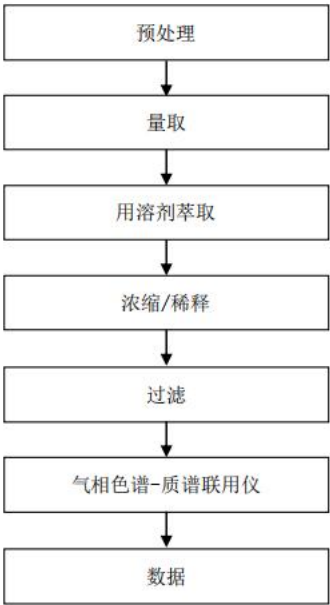 预处理
量取
用溶剂萃取
浓缩/稀释
过滤
气相色谱-质谱联用仪
数据